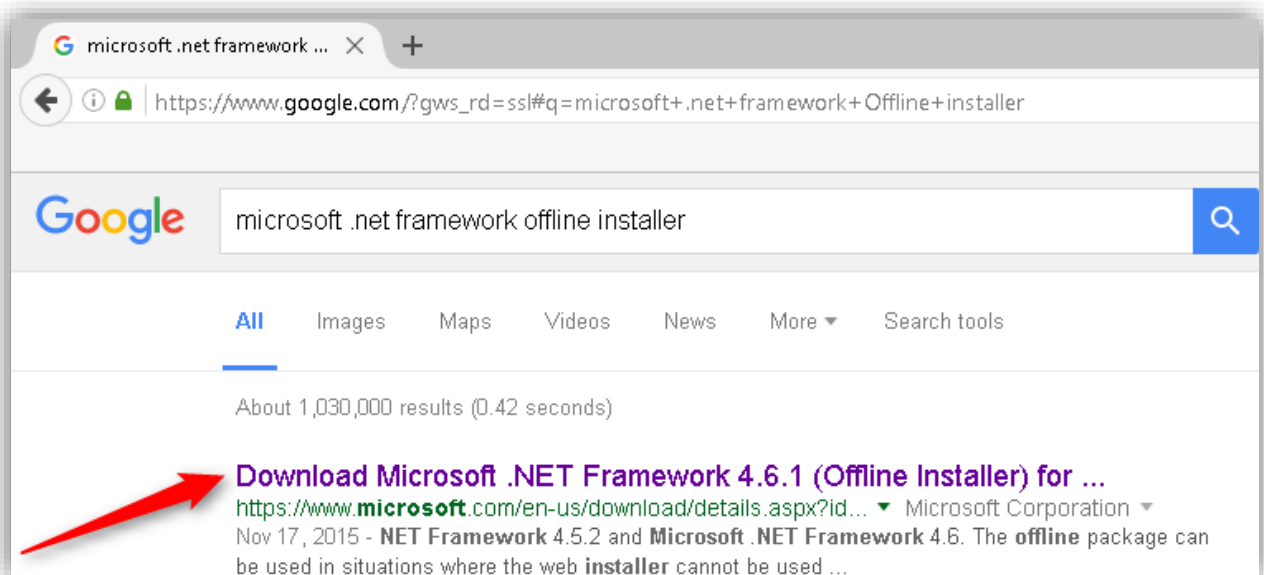 microsoft .net framework ...
https://www.google.com/?gws_rd=ssl#q=microsoft+.net+framework+Offline+installer
Google microsoft .net framework offline installer
All Images Maps Videos News More Search tools
About 1,030,000 results (0.42 seconds)
Download Microsoft .NET Framework 4.6.1 (Offline Installer) for ...
https://www.microsoft.com/en-us/download/details.aspx?id... Microsoft Corporation
Nov 17, 2015 - NET Framework 4.5.2 and Microsoft .NET Framework 4.6. The offline package can
be used in situations where the web installer cannot be used ...